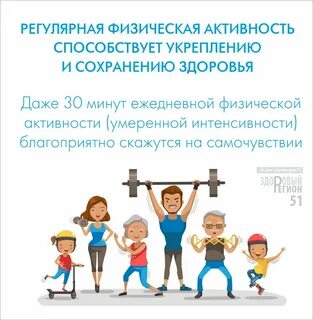 РЕГУЛЯРНАЯ ФИЗИЧЕСКАЯ АКТИВНОСТЬ
СПОСОБСТВУЕТ УКРЕПЛЕНИЮ
И СОХРАНЕНИЮ ЗДОРОВЬЯ
Даже 30 минут ежедневной физической
активности (умеренной интенсивности)
благоприятно скажутся на самочувствии
ЗДОРОВЫЙ
РЕГИОН
51